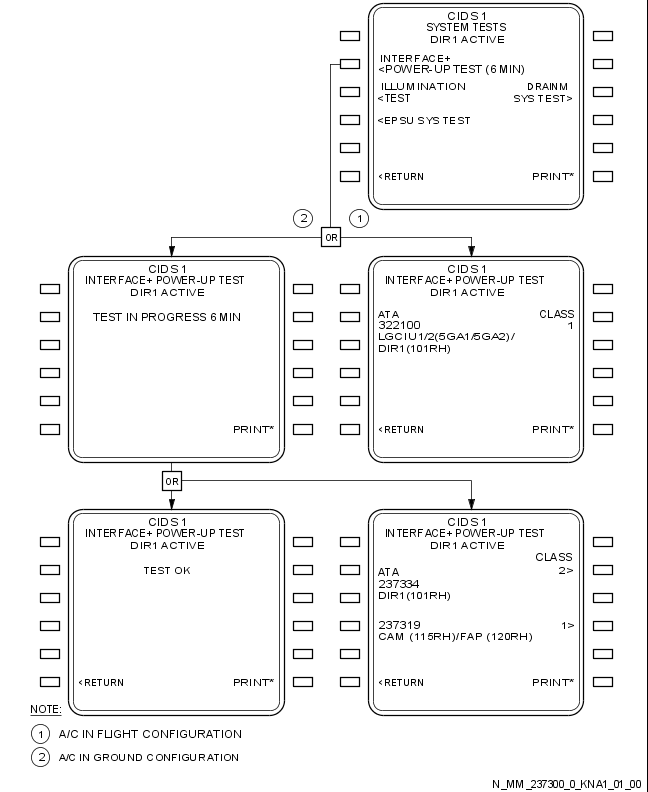 CIDS 1
SYSTEM TESTS
DIR1 ACTIVE
INTERFACE+
<POWER-UP TEST (6 MIN)
ILLUMINATION DRAINM
<TEST SYS TEST>
<EPSU SYS TEST
<RETURN PRINT*
2 OR 1
CIDS 1
INTERFACE+ POWER-UP TEST
DIR1 ACTIVE
TEST IN PROGRESS 6 MIN
PRINT*
CIDS 1
INTERFACE+ POWER-UP TEST
DIR1 ACTIVE
ATA CLASS
322100 1
LGCIU1/2(5GA1/5GA2)/
DIR1(101RH)
<RETURN PRINT*
OR
CIDS 1
INTERFACE+ POWER-UP TEST
DIR1 ACTIVE
TEST OK
<RETURN PRINT*
CIDS 1
INTERFACE+ POWER-UP TEST
DIR1 ACTIVE
CLASS
ATA 2>
237334
DIR1(101RH)
237319 1>
CAM (115RH)/FAP (120RH)
<RETURN PRINT*
NOTE:
1 A/C IN FLIGHT CONFIGURATION
2 A/C IN GROUND CONFIGURATION
N_MM_237300_0_KNA1_01_00